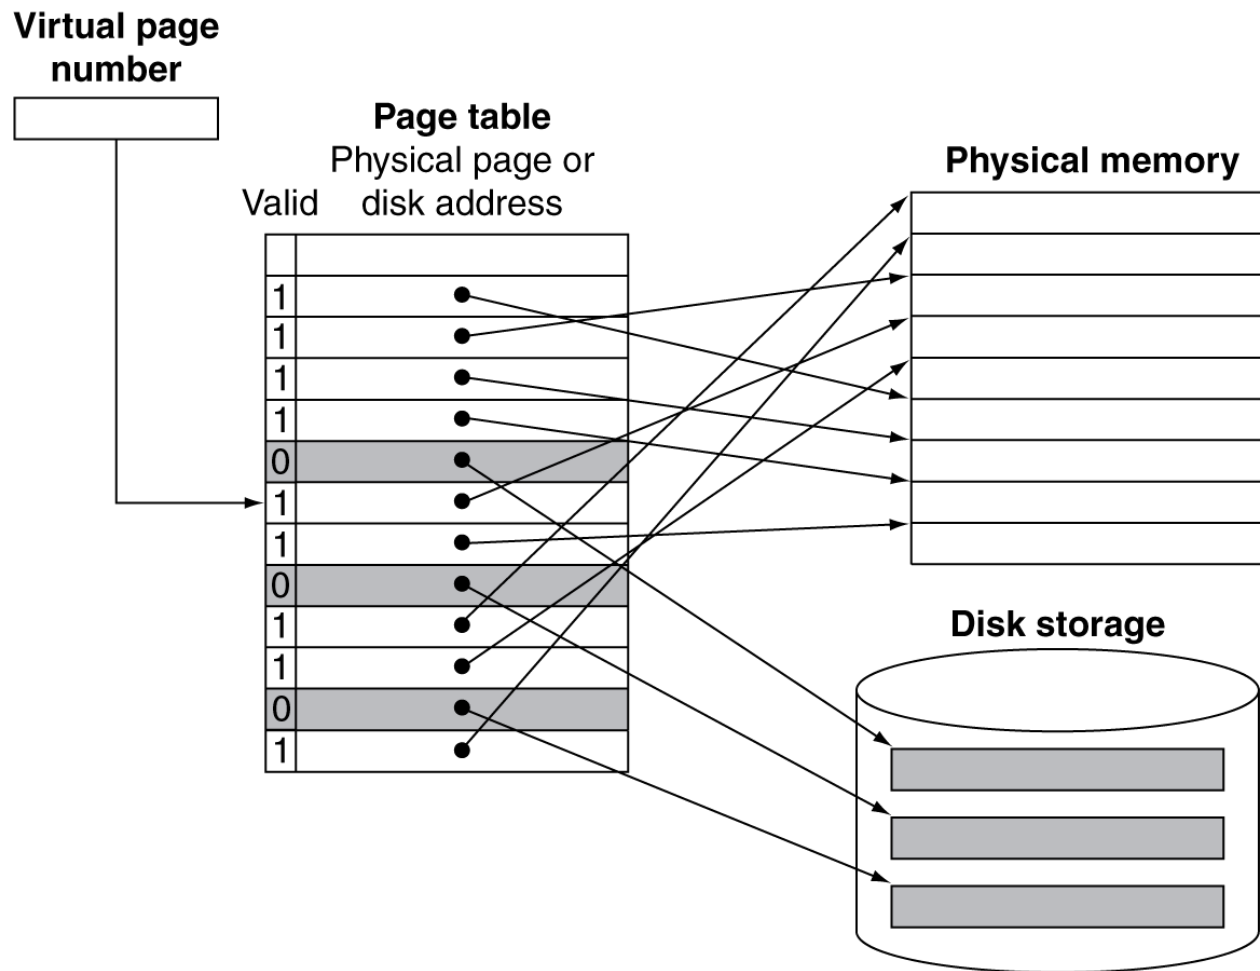 Virtual page
number
Page table
Physical page or
Valid disk address
Physical memory
1
1
1
1
0
1
1
0
1
1
0
1
Disk storage